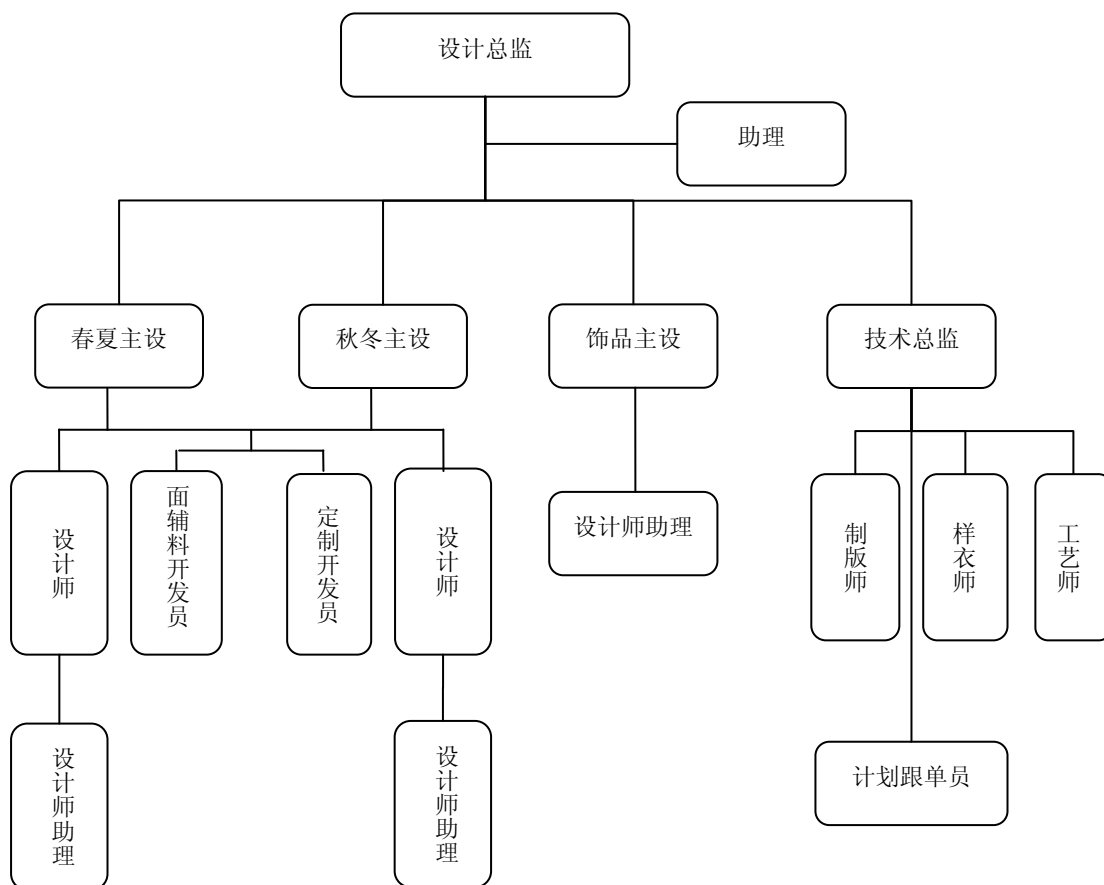 设计总监
助理
春夏主设
秋冬主设
饰品主设
技术总监
设计师
面辅料开发员
定制开发员
设计师
设计师助理
制版师
样衣师
工艺师
设计师助理
设计师助理
计划跟单员